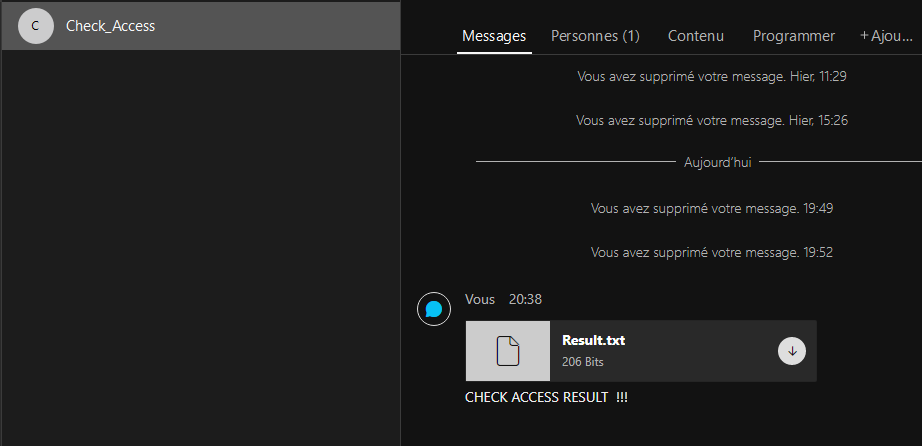 C
Check_Access
Messages Personnes (1) Contenu Programmer +Ajou...
Vous avez supprimé votre message. Hier, 11:29
Vous avez supprimé votre message. Hier, 15:26
Aujourd'hui
Vous avez supprimé votre message. 19:49
Vous avez supprimé votre message. 19:52
Vous 20:38
Result.txt
206 Bits
CHECK ACCESS RESULT !!!